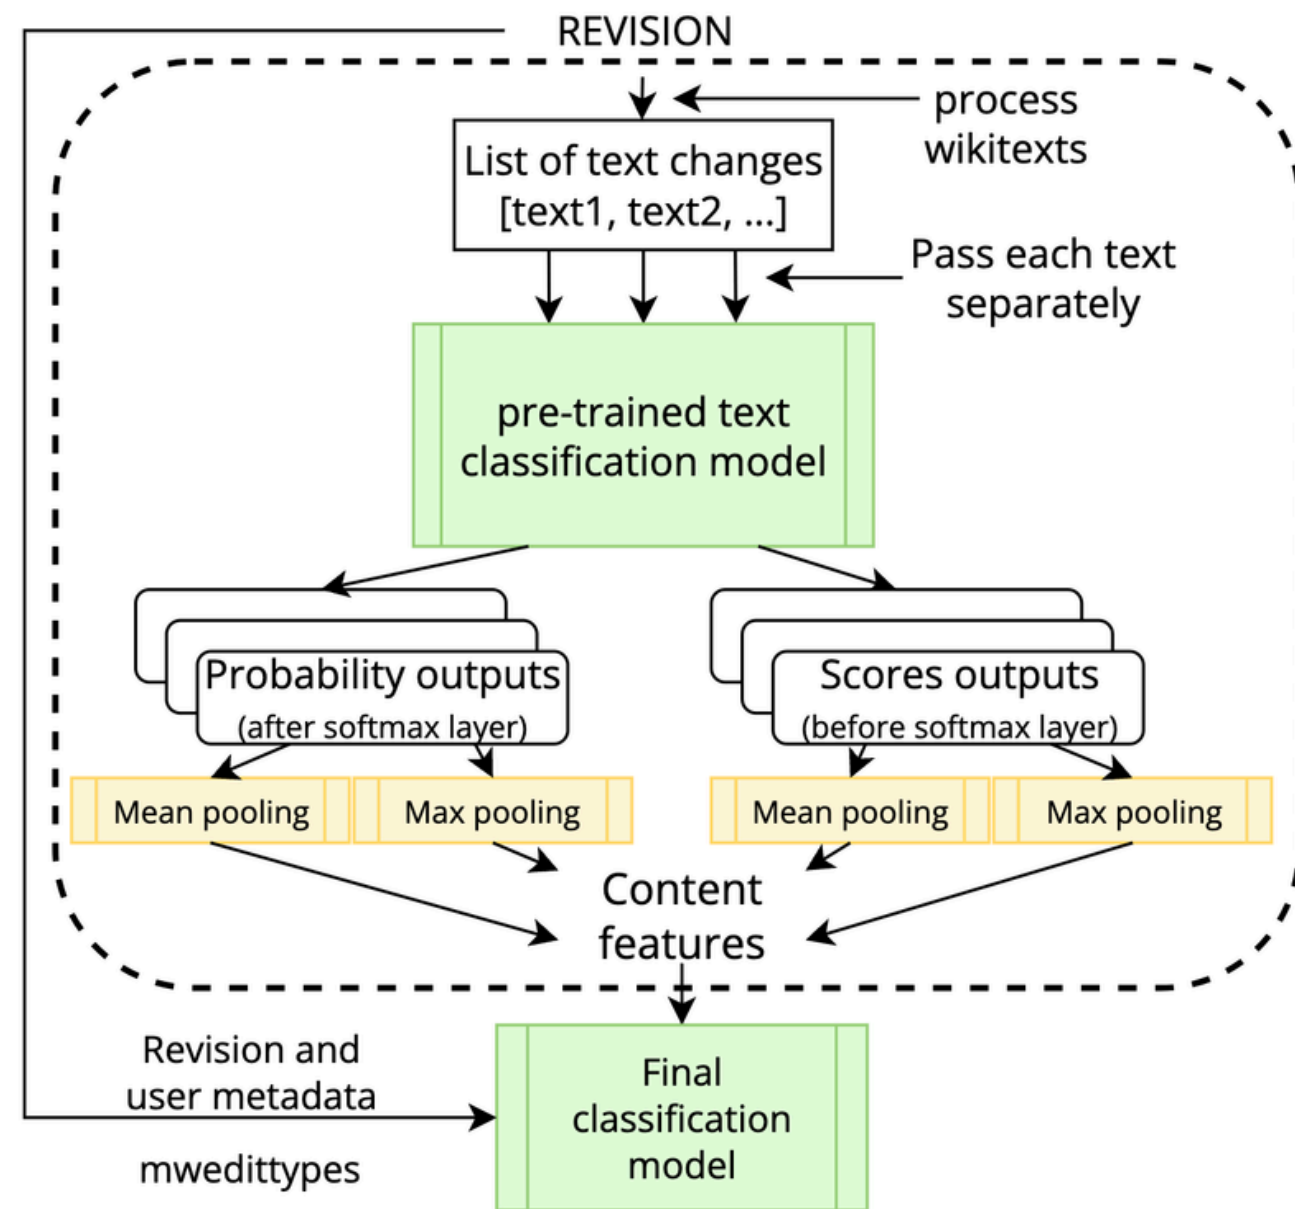 REVISION
process
wikitexts
List of text changes
[text1, text2, ...]
Pass each text
separately
pre-trained text
classification model
Probability outputs
(after softmax layer)
Scores outputs
(before softmax layer)
Mean pooling
Max pooling
Mean pooling
Max pooling
Content
features
Revision and
user metadata
mwedittypes
Final
classification
model